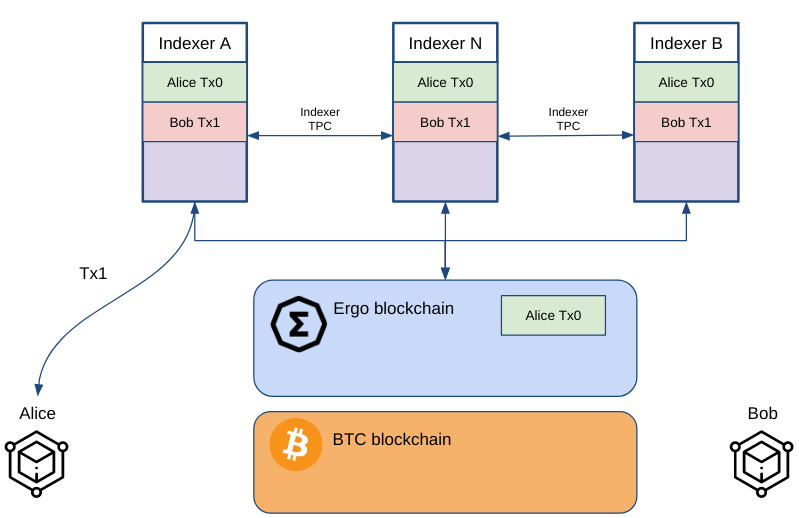 Indexer A
Indexer N
Indexer B
Alice Tx0
Alice Tx0
Alice Tx0
Bob Tx1
Indexer
TPC
Bob Tx1
Indexer
TPC
Bob Tx1
Tx1
Ergo blockchain
Alice Tx0
Σ
Alice
Bob
BTC blockchain